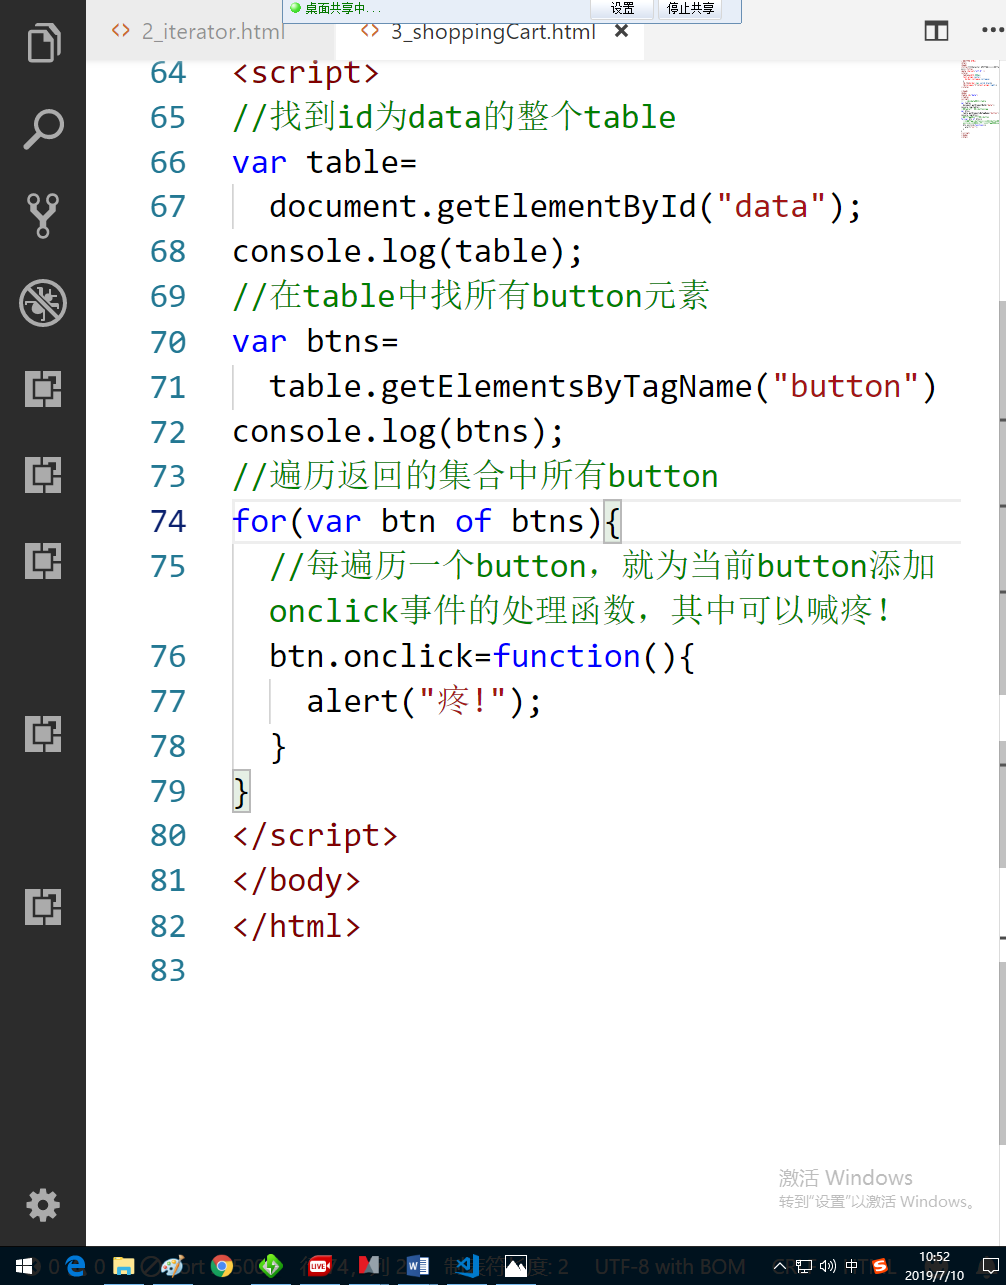 桌面共享中...
设置
停止共享
2_iterator.html
3_shoppingCart.html
64 <script>
65 //找到id为data的整个table
66 var table=
67 document.getElementById("data");
68 console.log(table);
69 //在table中找所有button元素
70 var btns=
71 table.getElementsByTagName("button")
72 console.log(btns);
73 //遍历返回的集合中所有button
74 for(var btn of btns){
75 //每遍历一个button，就为当前button添加
onclick事件的处理函数，其中可以喊疼！
76 btn.onclick=function(){
77 alert("疼!");
78 }
79 }
80 </script>
81 </body>
82 </html>
83
激活 Windows
转到"设置"以激活 Windows。
UTF-8 with BOM
中
10:52
2019/7/10